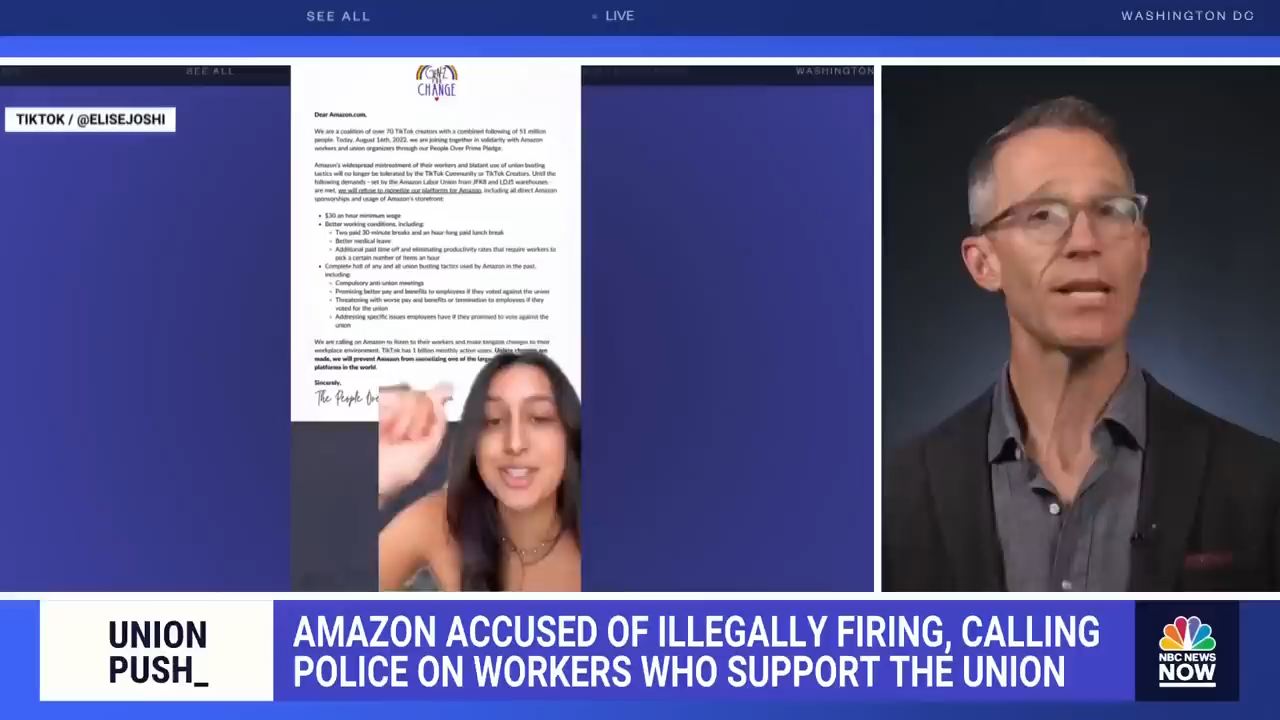 SEE ALL
LIVE
WASHINGTON DC
SEE ALL
WASHINGTON
TIKTOK / @ELISEJOSHI
GEN-Z
CHANGE
Dear Amazon.com,
We are a coalition of over 70 TikTok creators with a combined following of 51 million
people. Today, August 16th, 2022, we are joining together in solidarity with Amazon
workers and union organizers through our People Over Prime Pledge.
Amazon's widespread mistreatment of their workers and blatant use of union busting
tactics will no longer be tolerated by the TikTok Community or TikTok Creators. Until the
following demands - set by the Amazon Labor Union from JFK8 and LDJ5 warehouses -
are met, we will refuse to monetize our platforms for Amazon, including all direct Amazon
sponsorships and usage of Amazon's storefront:
• $30 an hour minimum wage
• Better working conditions, including:
Two paid 30-minute breaks and an hour-long paid lunch break
Better medical leave
Additional paid time off and eliminating productivity rates that require workers to
pick a certain number of items an hour
• Complete halt of any and all union busting tactics used by Amazon in the past,
including:
Compulsory anti-union meetings
Promising better pay and benefits to employees if they voted against the union
Threatening with worse pay and benefits or termination to employees if they
voted for the union
Addressing specific issues employees have if they promised to vote against the
union
We are calling on Amazon to listen to their workers and make tangible changes to their
workplace environment. TikTok has 1 billion monthly active users. Unless changes are
made, we will prevent Amazon from monetizing one of the
platforms in the world.
Sincerely,
The People
UNION
PUSH_
AMAZON ACCUSED OF ILLEGALLY FIRING, CALLING
POLICE ON WORKERS WHO SUPPORT THE UNION
NBC NEWS
NOW